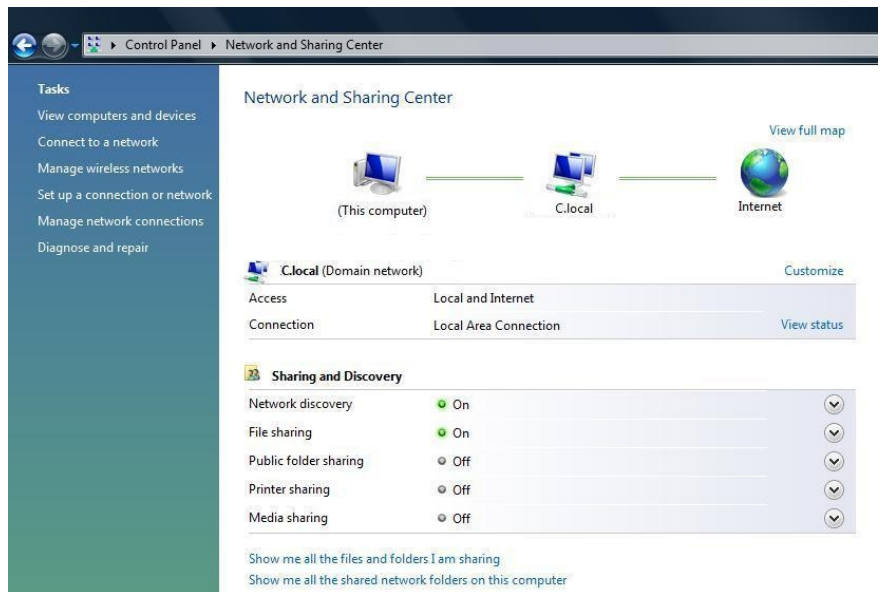 Control Panel Network and Sharing Center
Tasks
View computers and devices
Connect to a network
Manage wireless networks
Set up a connection or network
Manage network connections
Diagnose and repair
Network and Sharing Center
View full map
(This computer) C.local Internet
C.local (Domain network) Customize
Access Local and Internet
Connection Local Area Connection View status
Sharing and Discovery
Network discovery On
File sharing On
Public folder sharing Off
Printer sharing Off
Media sharing Off
Show me all the files and folders I am sharing
Show me all the shared network folders on this computer